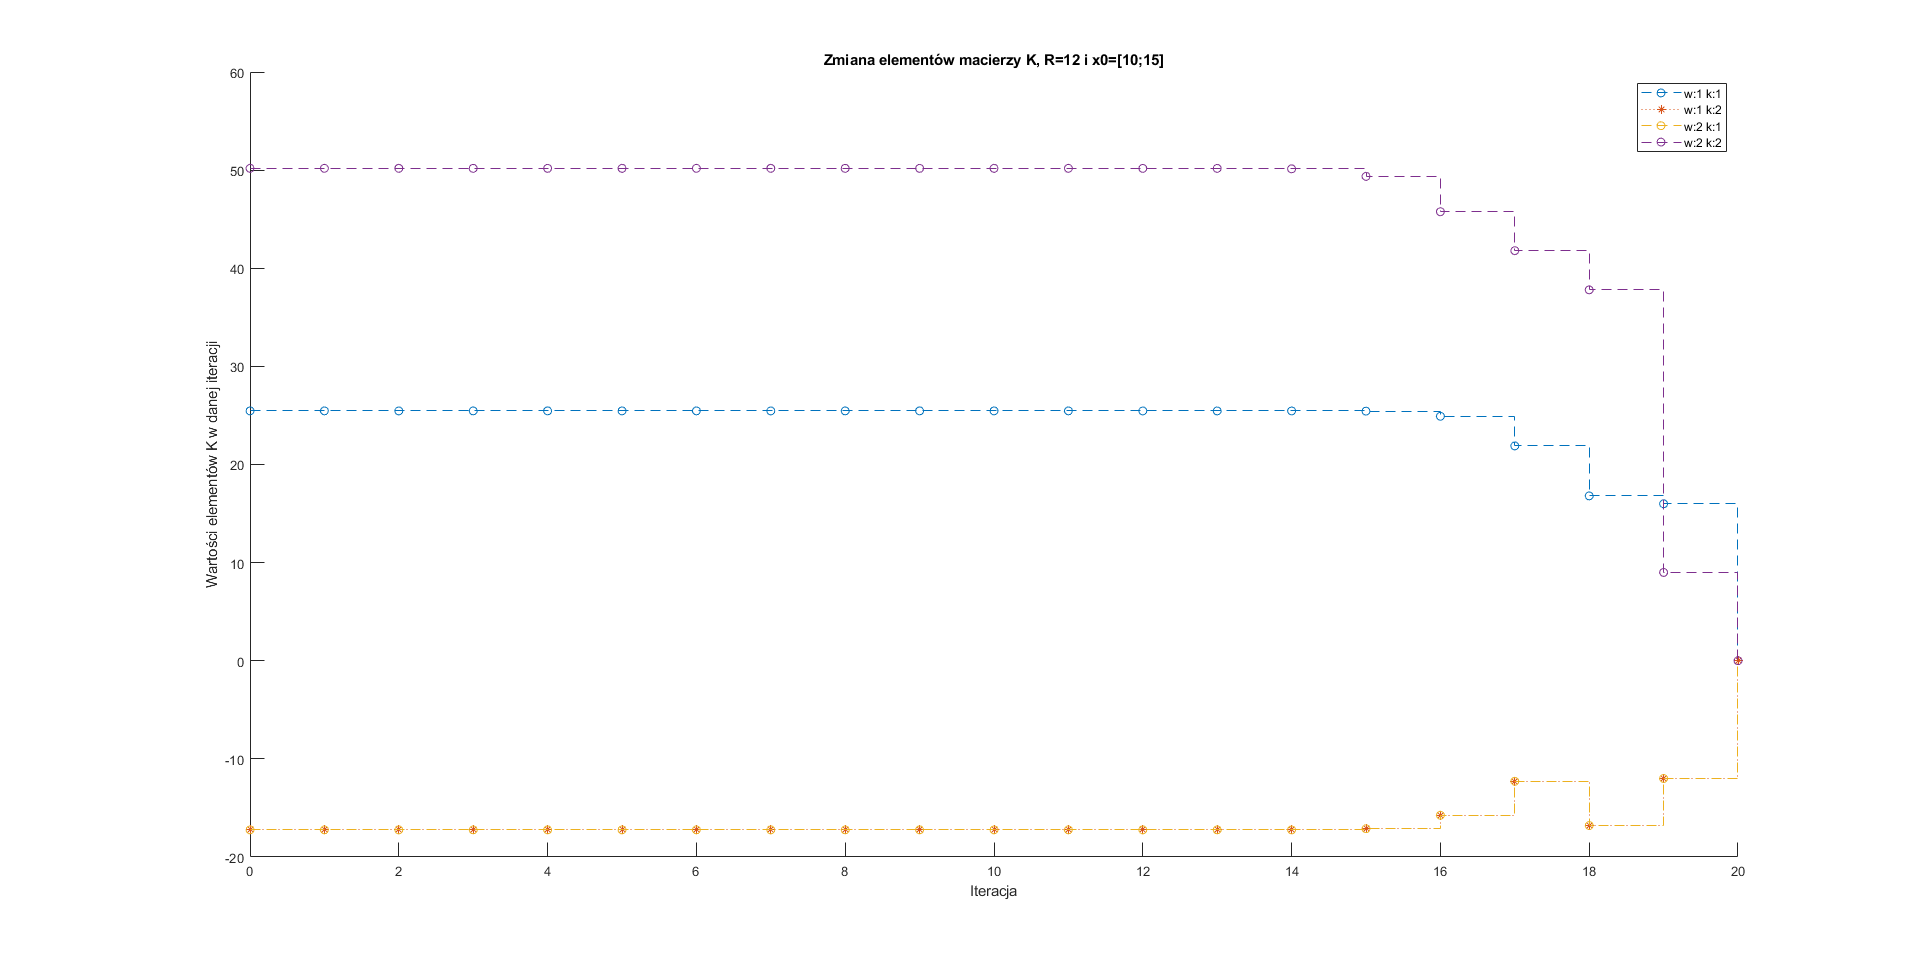 Zmiana elementów macierzy K, R=12 i x0=[10;15]
60
50
40
30
20
10
0
-10
-20
Wartości elementów K w danej iteracji
w:1 k:1
w:1 k:2
w:2 k:1
w:2 k:2
0 2 4 6 8 10 12 14 16 18 20
Iteracja